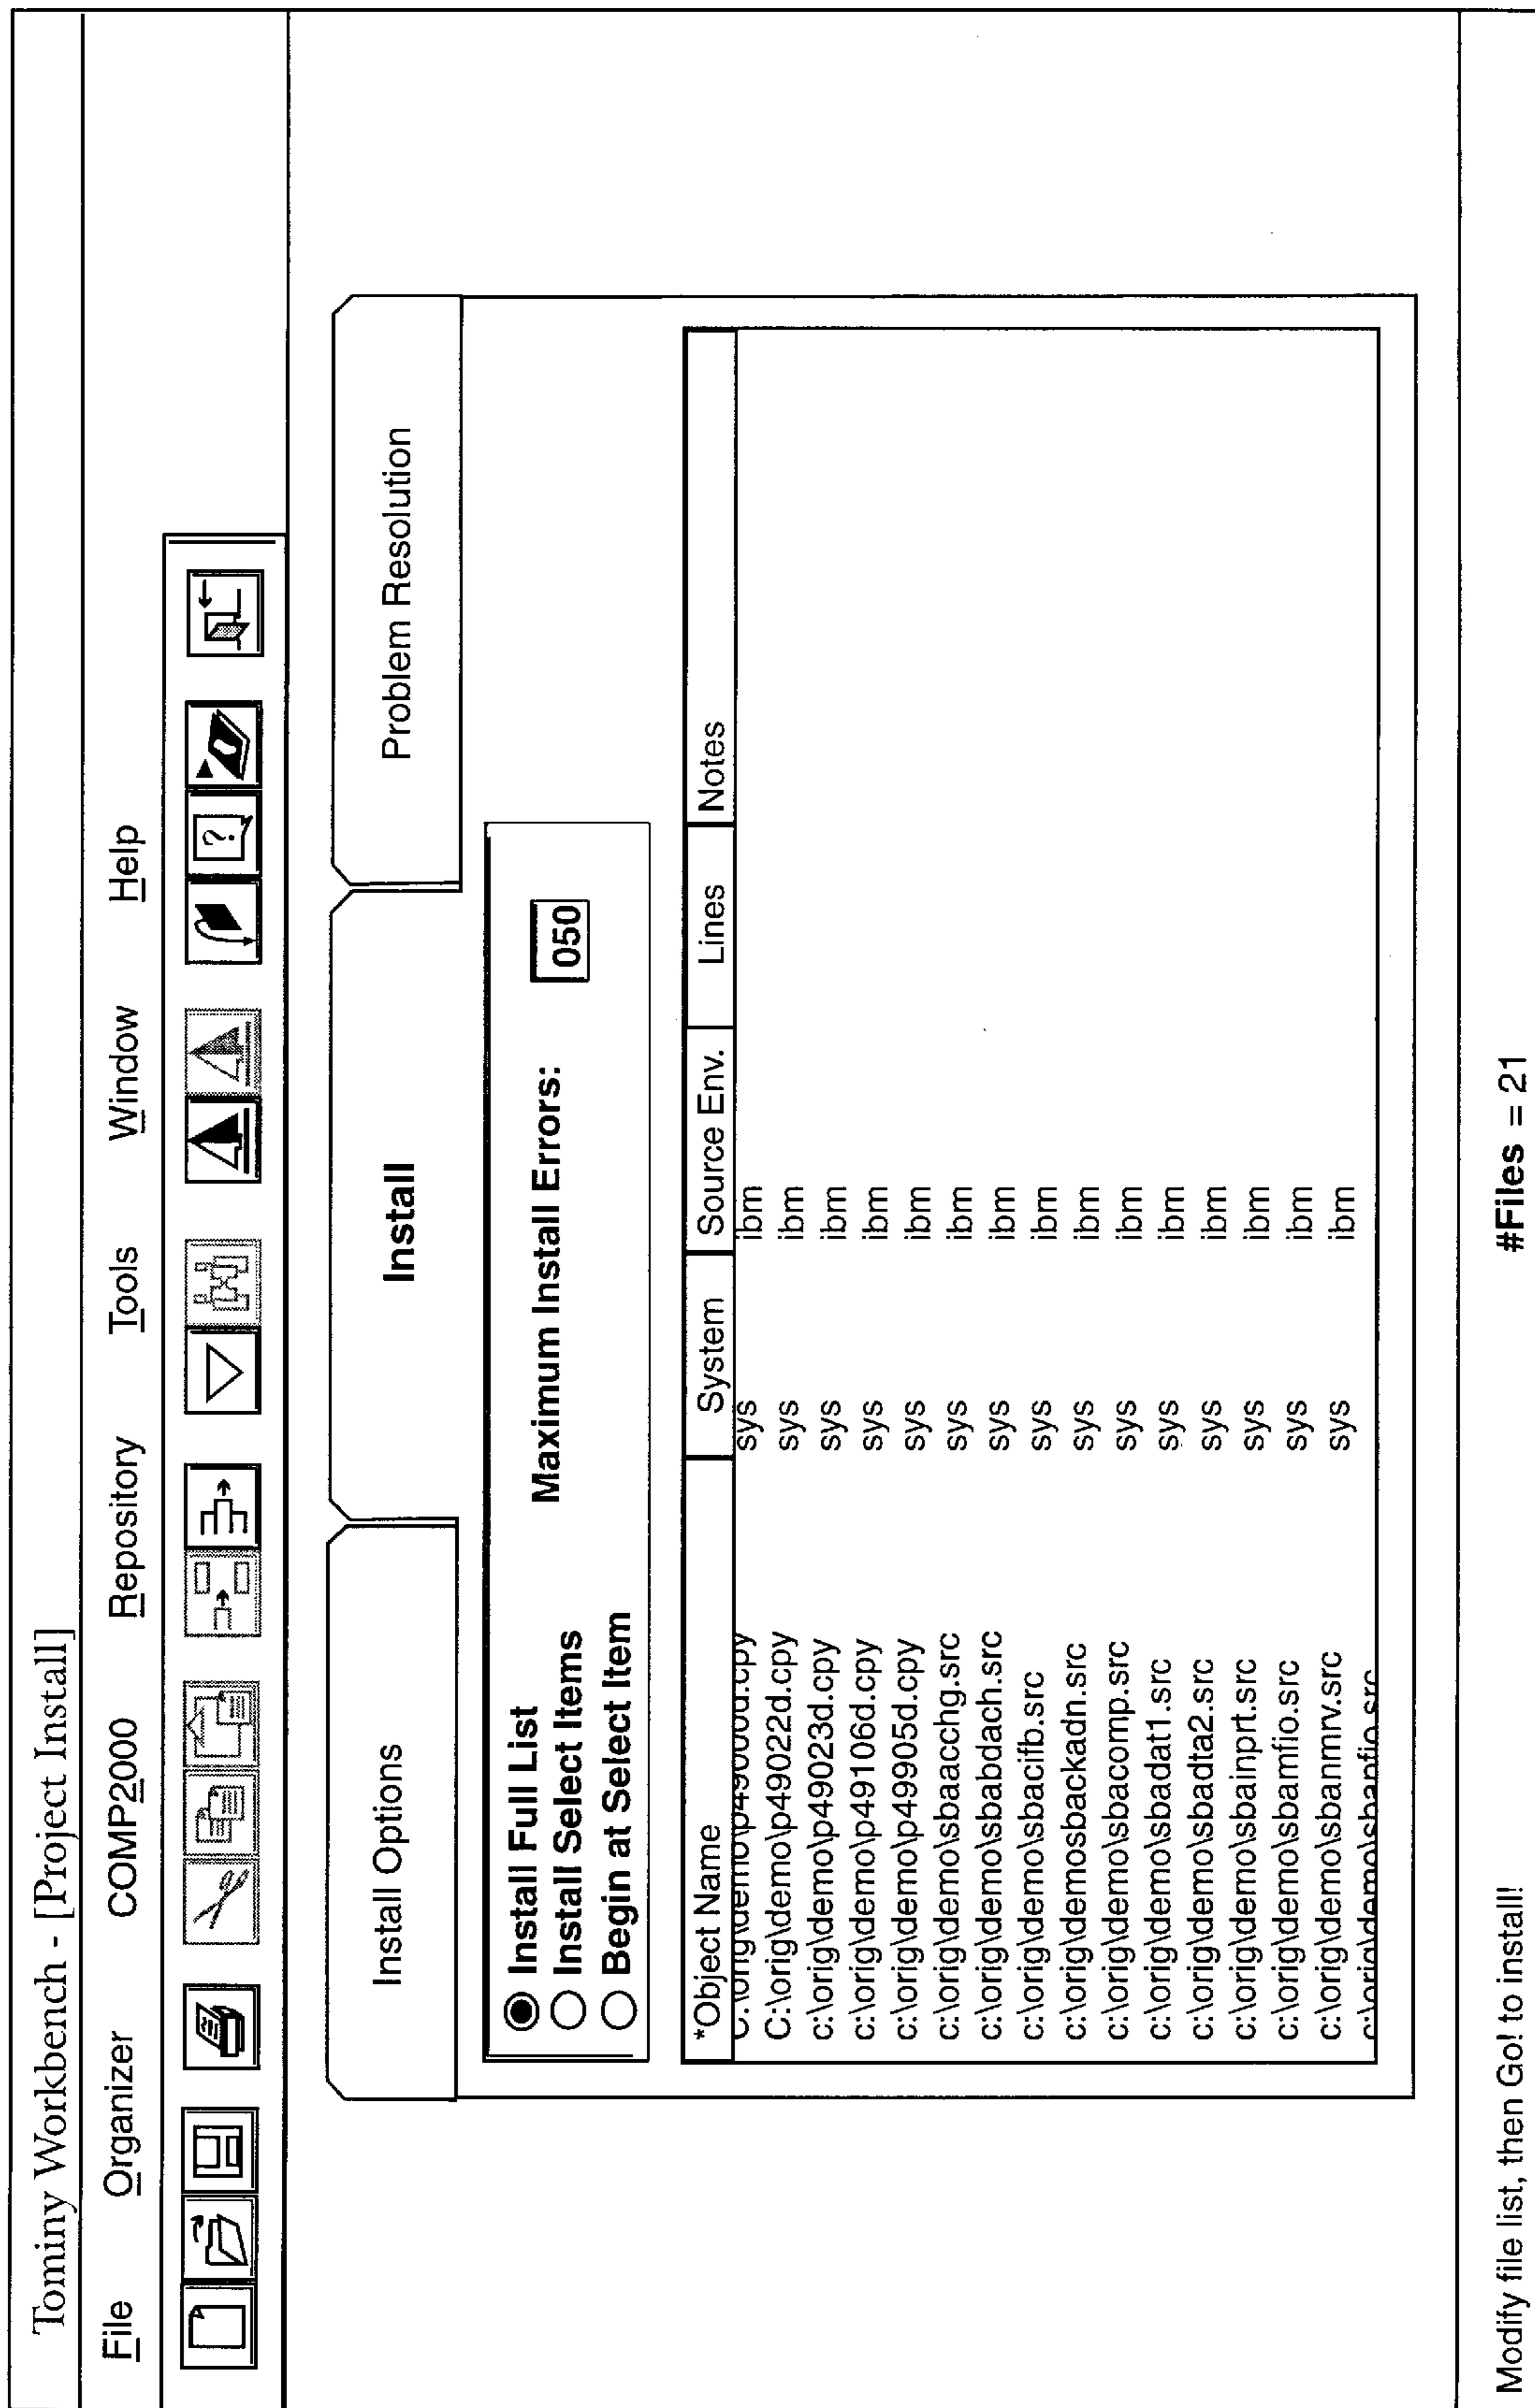 Tominy Workbench - [Project Install]
File Organizer COMP2000 Repository Tools Window Help
Install Options Install Problem Resolution
Install Full List
Install Select Items
Begin at Select Item
Maximum Install Errors: 050
*Object Name System Source Env. Lines Notes
sys ibm
C:\orig\demo\p49022d.cpy sys ibm
c:\orig\demo\p49023d.cpy sys ibm
c:\orig\demo\p49106d.cpy sys ibm
c:\orig\demo\p49905d.cpy sys ibm
c:\orig\demo\sbaacchg.src sys ibm
c:\orig\demo\sbabdach.src sys ibm
c:\orig\demo\sbacifb.src sys ibm
c:\orig\demosbackadn.src sys ibm
c:\orig\demo\sbacomp.src sys ibm
c:\orig\demo\sbadat1.src sys ibm
c:\orig\demo\sbadta2.src sys ibm
c:\orig\demo\sbainprt.src sys ibm
c:\orig\demo\sbamfio.src sys ibm
c:\orig\demo\sbanmrv.src sys ibm
Modify file list, then Go! to install! #Files = 21